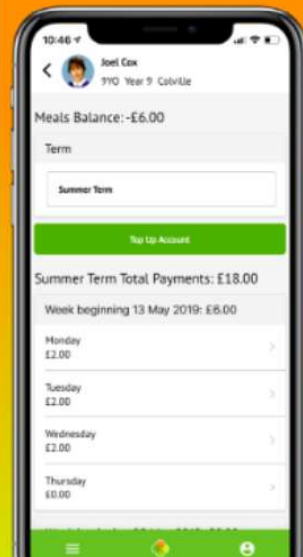 10:46
Joel Cox
9YO Year 9 Colville
Meals Balance: -£6.00
Term
Summer Term
Top Up Account
Summer Term Total Payments: £18.00
Week beginning 13 May 2019: £6.00
Monday
£2.00
Tuesday
£2.00
Wednesday
£2.00
Thursday
£0.00